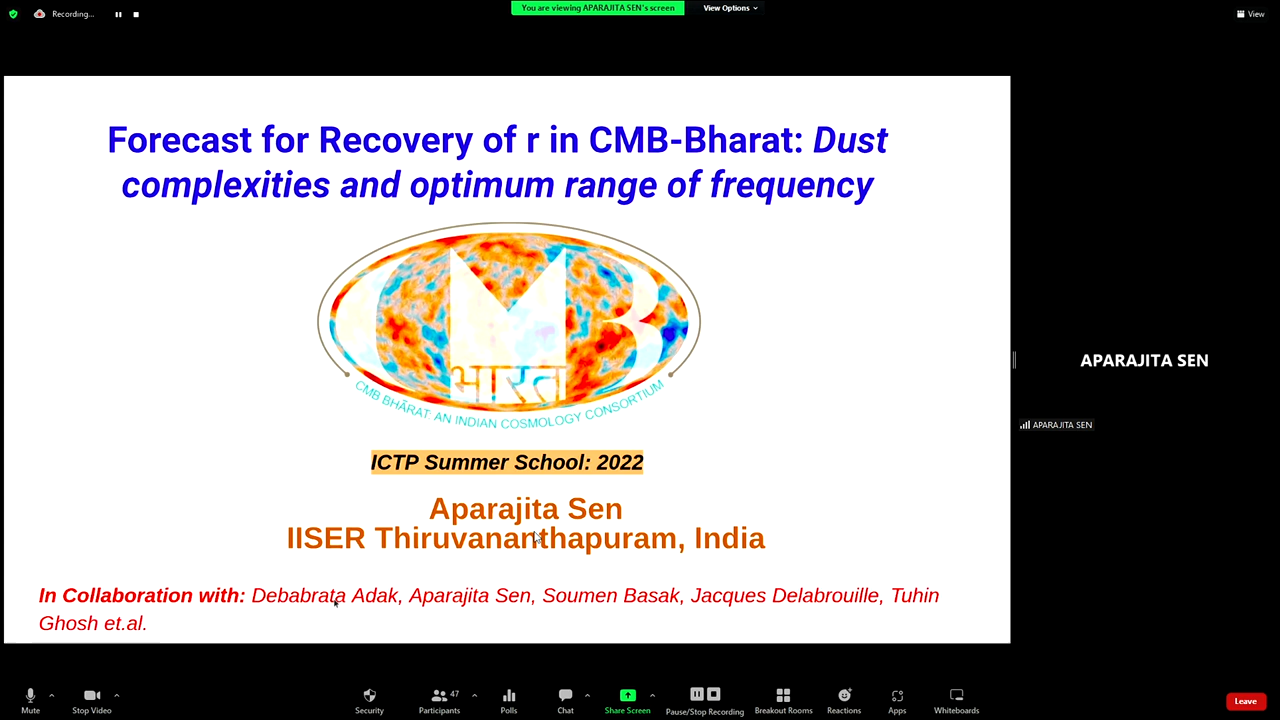 Recording...
You are viewing APARAJITA SEN's screen
View Options
View
Forecast for Recovery of r in CMB-Bharat: Dust
complexities and optimum range of frequency
CMB
भारत
CMB BHĀRAT AN INDIAN COSMOLOGY CONSORTIUM
ICTP Summer School: 2022
Aparajita Sen
IISER Thiruvananthapuram, India
In Collaboration with: Debabrata Adak, Aparajita Sen, Soumen Basak, Jacques Delabrouille, Tuhin
Ghosh et.al.
APARAJITA SEN
APARAJITA SEN
Mute
Stop Video
Security
Participants
47
Polls
Chat
Share Screen
Pause/Stop Recording
Breakout Rooms
Reactions
Apps
Whiteboards
Leave